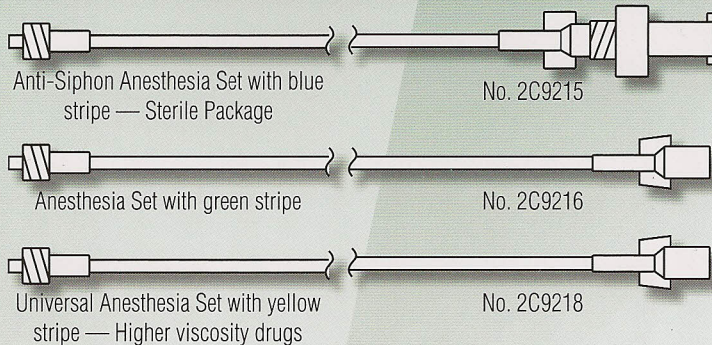 Anti-Siphon Anesthesia Set with blue
stripe — Sterile Package
No. 2C9215
Anesthesia Set with green stripe
No. 2C9216
Universal Anesthesia Set with yellow
stripe — Higher viscosity drugs
No. 2C9218